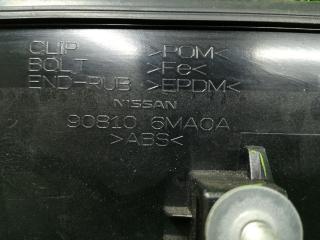 CLIP >POM<
BOLT >Fe<
END-RUB >EPDM<
NISSAN
90810 6MA0A
>ABS<